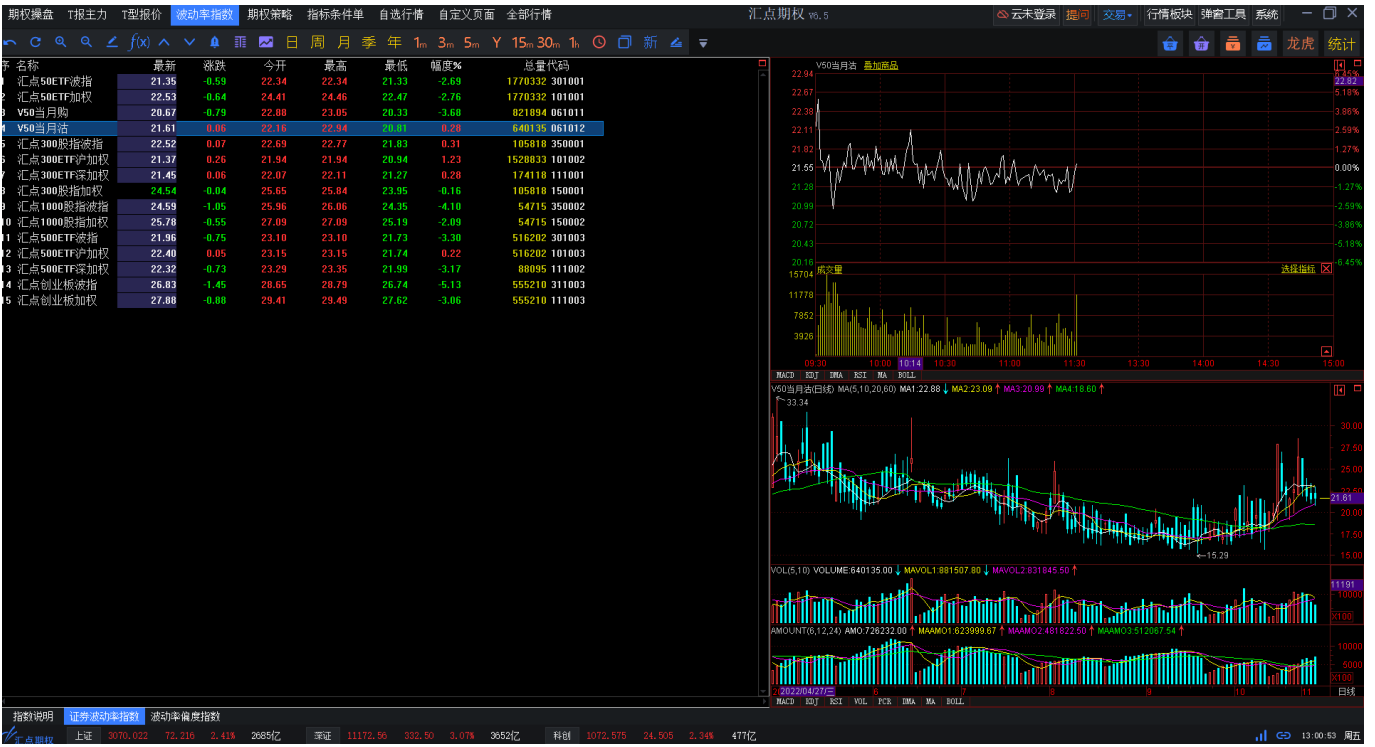 期权操盘 T报主力 T型报价 波动率指数 期权策略 指标条件单 自选行情 自定义页面 全部行情 汇点期权 V6.5 云未登录 提问 交易 行情板块 弹窗工具 系统
f(x) 日 周 月 季 年 1m 3m 5m Y 15m 30m 1h 新 龙虎 统计
序 名称 最新 涨跌 今开 最高 最低 幅度% 总量 代码
1 汇点50ETF波指 21.35 -0.59 22.34 22.34 21.33 -2.69 1770332 301001
2 汇点50ETF加权 22.53 -0.64 24.41 24.46 22.47 -2.76 1770332 101001
3 V50当月购 20.67 -0.79 22.88 23.05 20.33 -3.68 821894 061011
4 V50当月沽 21.61 0.06 22.16 22.94 20.81 0.28 640135 061012
5 汇点300股指波指 22.52 0.07 22.69 22.77 21.83 0.31 105818 350001
6 汇点300ETF沪加权 21.37 0.26 21.94 21.94 20.94 1.23 1528833 101002
7 汇点300ETF深加权 21.45 0.06 22.07 22.11 21.27 0.28 174118 111001
8 汇点300股指加权 24.54 -0.04 25.65 25.84 23.95 -0.16 105818 150001
9 汇点1000股指波指 24.59 -1.05 25.96 26.06 24.35 -4.10 54715 350002
10 汇点1000股指加权 25.78 -0.55 27.09 27.09 25.19 -2.09 54715 150002
11 汇点500ETF波指 21.96 -0.75 23.10 23.10 21.73 -3.30 516202 301003
12 汇点500ETF沪加权 22.40 0.05 23.15 23.15 21.74 0.22 516202 101003
13 汇点500ETF深加权 22.32 -0.73 23.29 23.35 21.99 -3.17 88095 111002
14 汇点创业板波指 26.83 -1.45 28.65 28.79 26.74 -5.13 555210 311003
15 汇点创业板加权 27.88 -0.88 29.41 29.49 27.62 -3.06 555210 111003
V50当月沽 叠加商品
22.94 6.45%
22.82
22.67 5.18%
22.39 3.86%
22.11 2.59%
21.82 1.27%
21.55 0.00%
21.28 -1.27%
20.99 -2.59%
20.72 -3.86%
20.43 -5.18%
20.16 -6.45%
15704 成交量 选择指标
11778
7852
3926
09:30 10:00 10:14 10:30 11:00 11:30 13:30 14:00 14:30 15:00
MACD KDJ DMA RSI MA BOLL
V50当月沽(日线) MA(5,10,20,60) MA1:22.88↓ MA2:23.09↑ MA3:20.99↑ MA4:18.60↑
33.34
30.00
27.50
25.00
22.50
21.61
20.00
17.50
15.29
15.00
VOL(5,10) VOLUME:640135.00↓ MAVOL1:881507.80↓ MAVOL2:831845.50↑
11191
10000
X100
AMOUNT(6,12,24) AMO:726232.00↑ MAAMO1:623999.67↑ MAAMO2:481822.50↑ MAAMO3:512067.54↑
10000
5000
X100
2022/04/27/三 6 7 8 9 10 11 日线
MACD KDJ RSI VOL PCR DMA MA BOLL
指数说明 证券波动率指数 波动率偏度指数
汇点期权 上证 3070.022 72.216 2.41% 2685亿 深证 11172.56 332.50 3.07% 3652亿 科创 1072.575 24.505 2.34% 477亿 13:00:53 周五